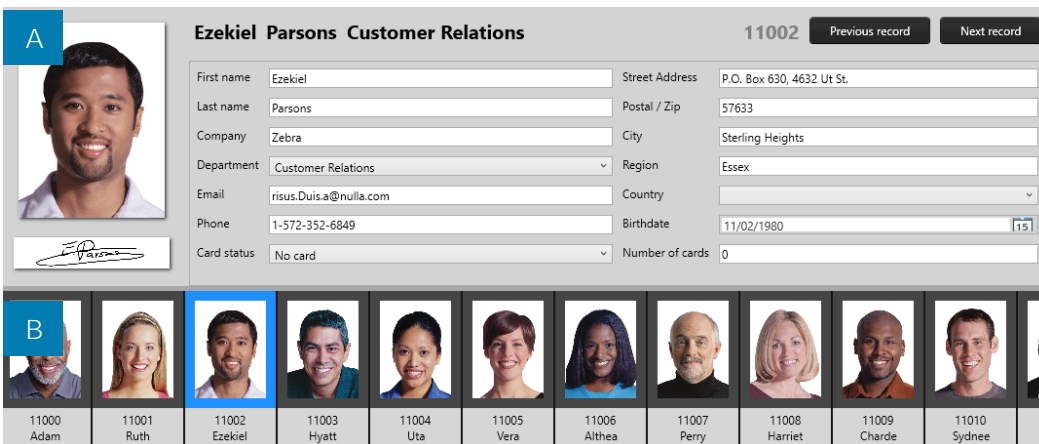 A
Ezekiel Parsons Customer Relations
11002
Previous record
Next record
First name Ezekiel
Last name Parsons
Company Zebra
Department Customer Relations
Email risus.Duis.a@nulla.com
Phone 1-572-352-6849
Card status No card
Street Address P.O. Box 630, 4632 Ut St.
Postal / Zip 57633
City Sterling Heights
Region Essex
Country
Birthdate 11/02/1980 15
Number of cards 0
E.Parsons
B
11000 11001 11002 11003 11004 11005 11006 11007 11008 11009 11010
Adam Ruth Ezekiel Hyatt Uta Vera Althea Perry Harriet Charde Sydnee